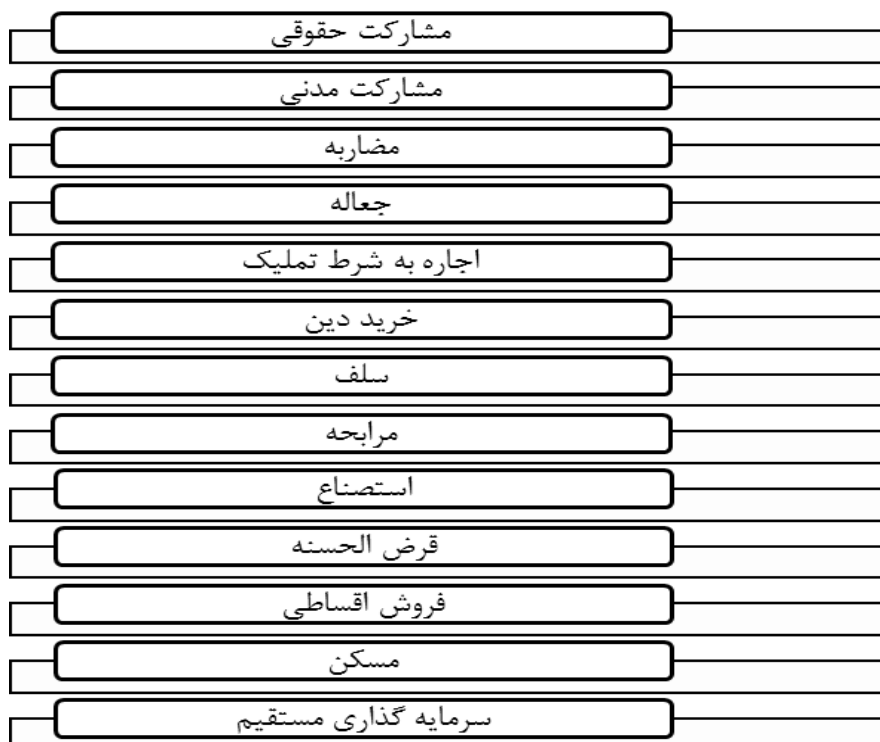 مشارکت حقوقی
مشارکت مدنی
مضاربه
جعاله
اجاره به شرط تملیک
خرید دین
سلف
مرابحه
استصناع
قرض الحسنه
فروش اقساطی
مسکن
سرمایه گذاری مستقیم